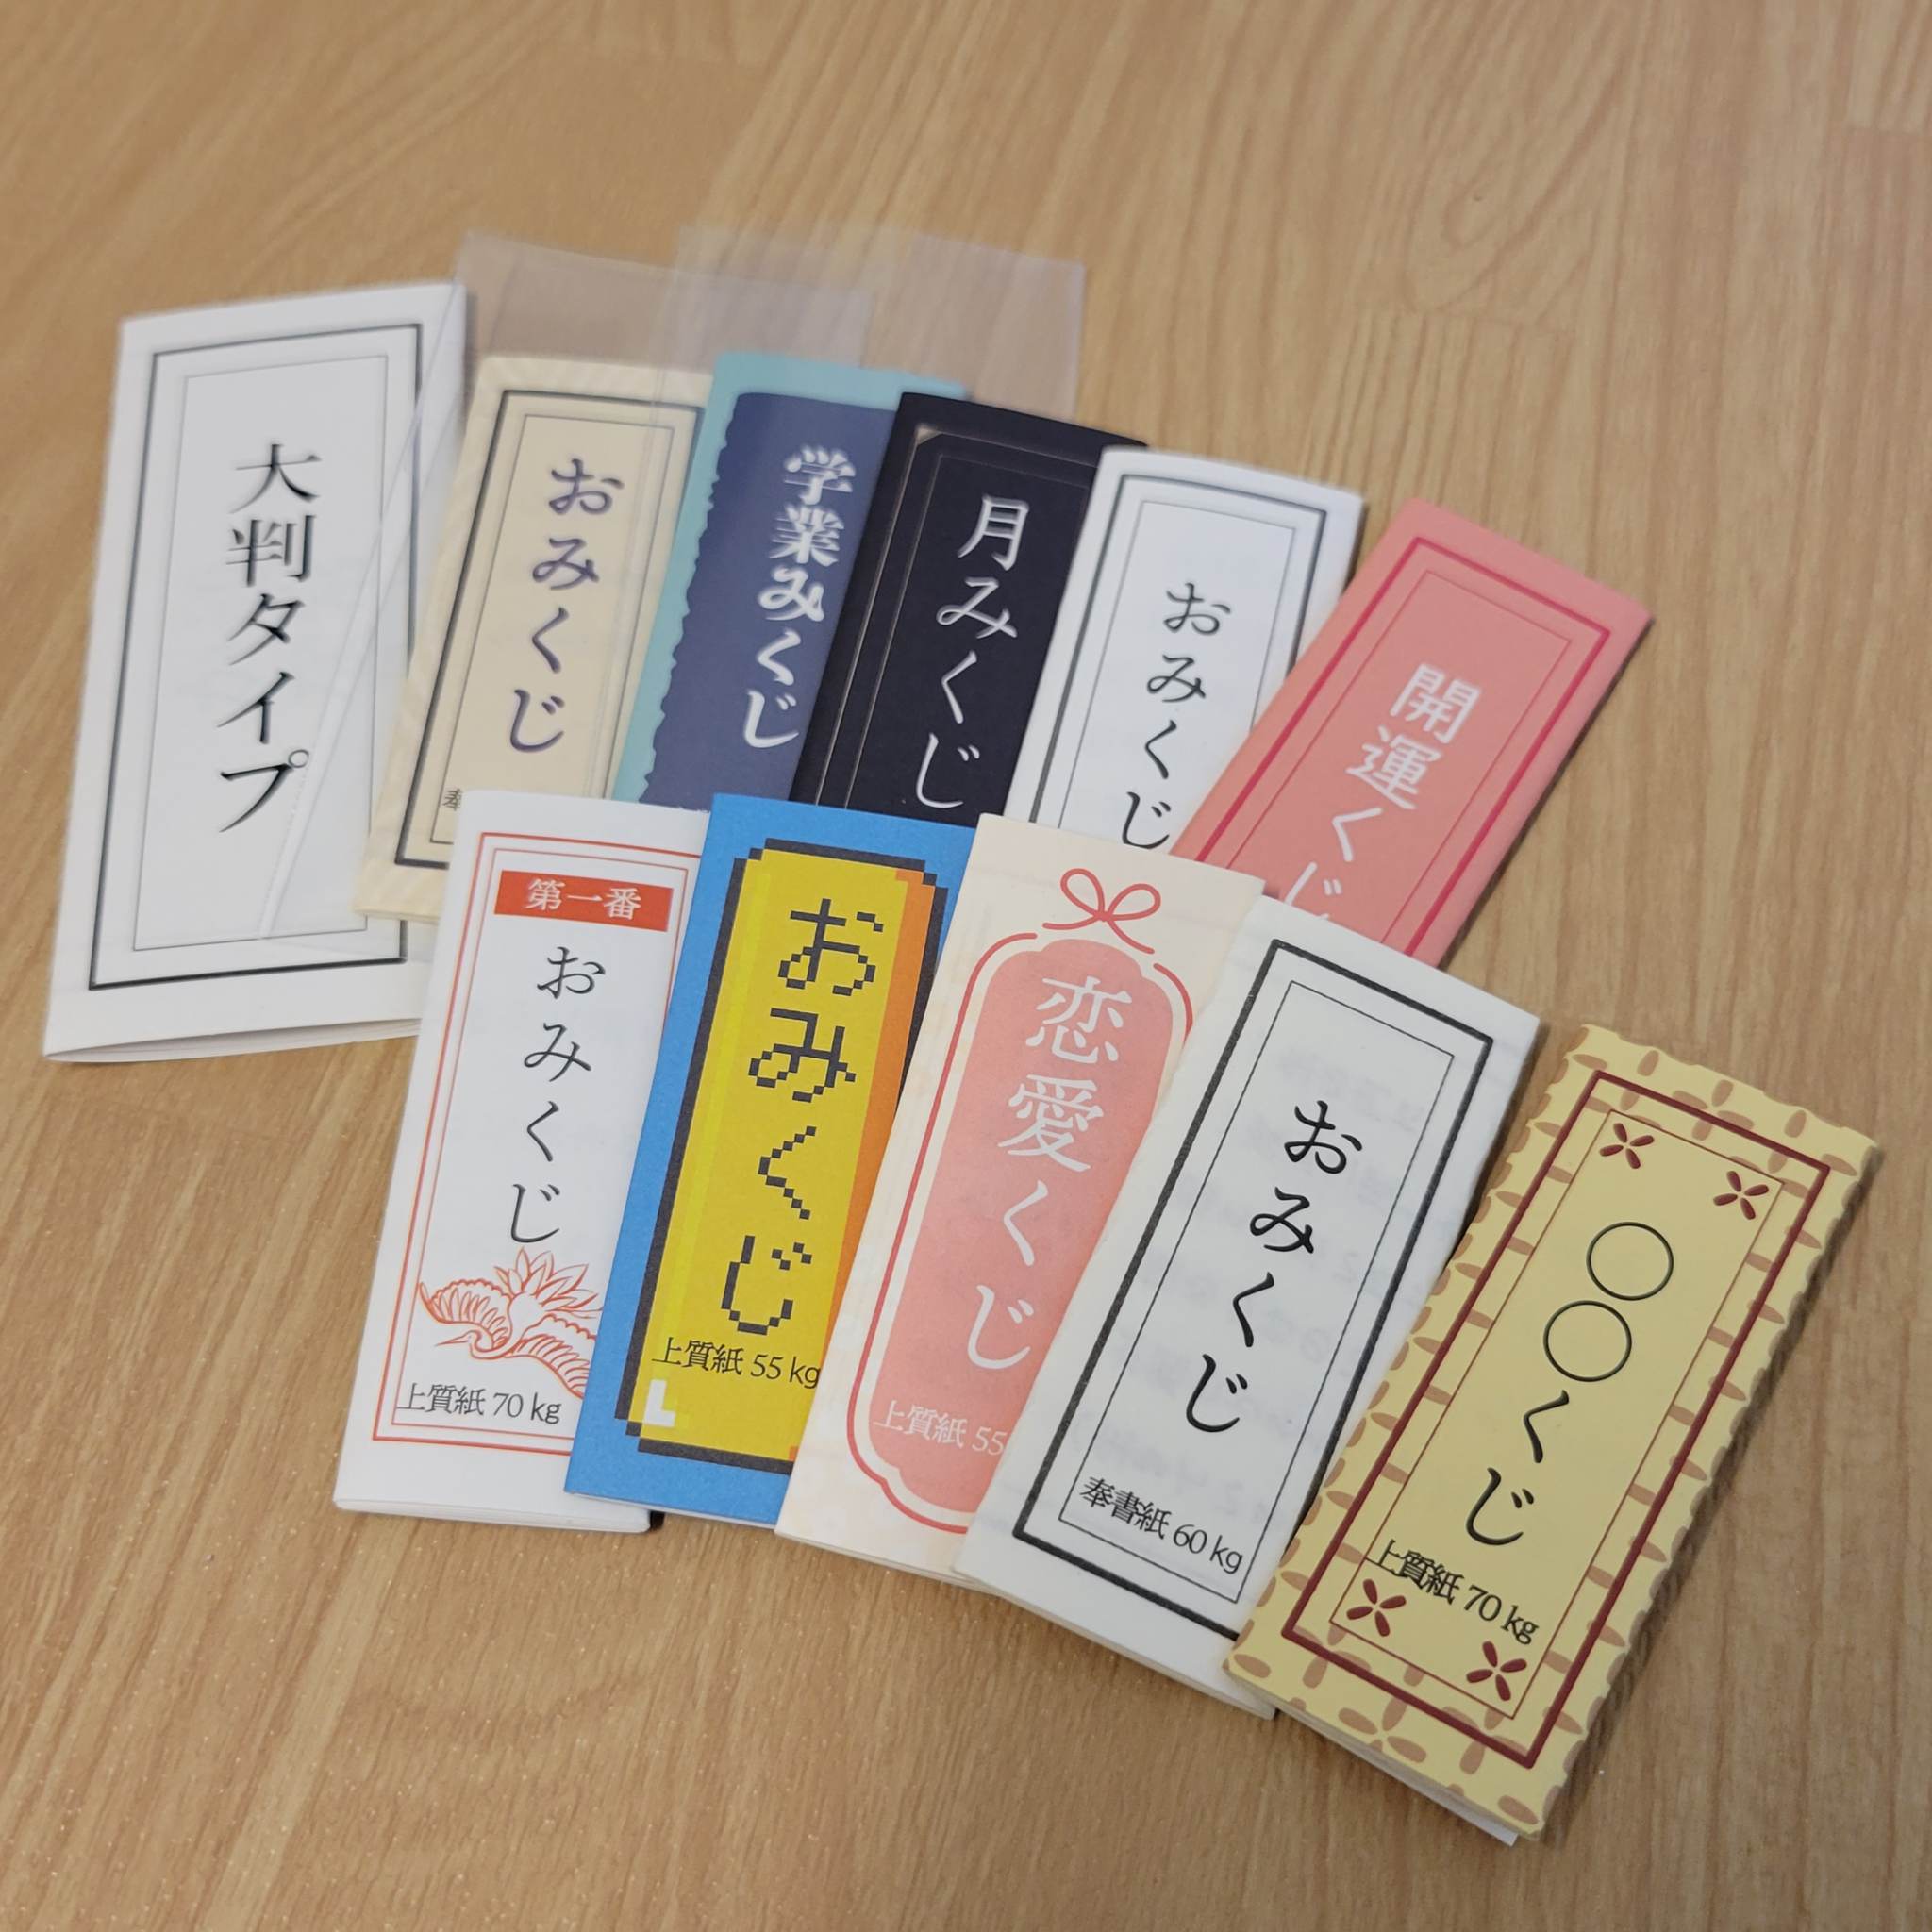 大判タイプ
おみくじ
奉
学業みくじ
月みくじ
おみくじ
開運くじ
第一番
おみくじ
上質紙 70 kg
おみくじ
上質紙 55 kg
恋愛くじ
上質紙 55
おみくじ
奉書紙 60 kg
〇〇くじ
上質紙 70 kg